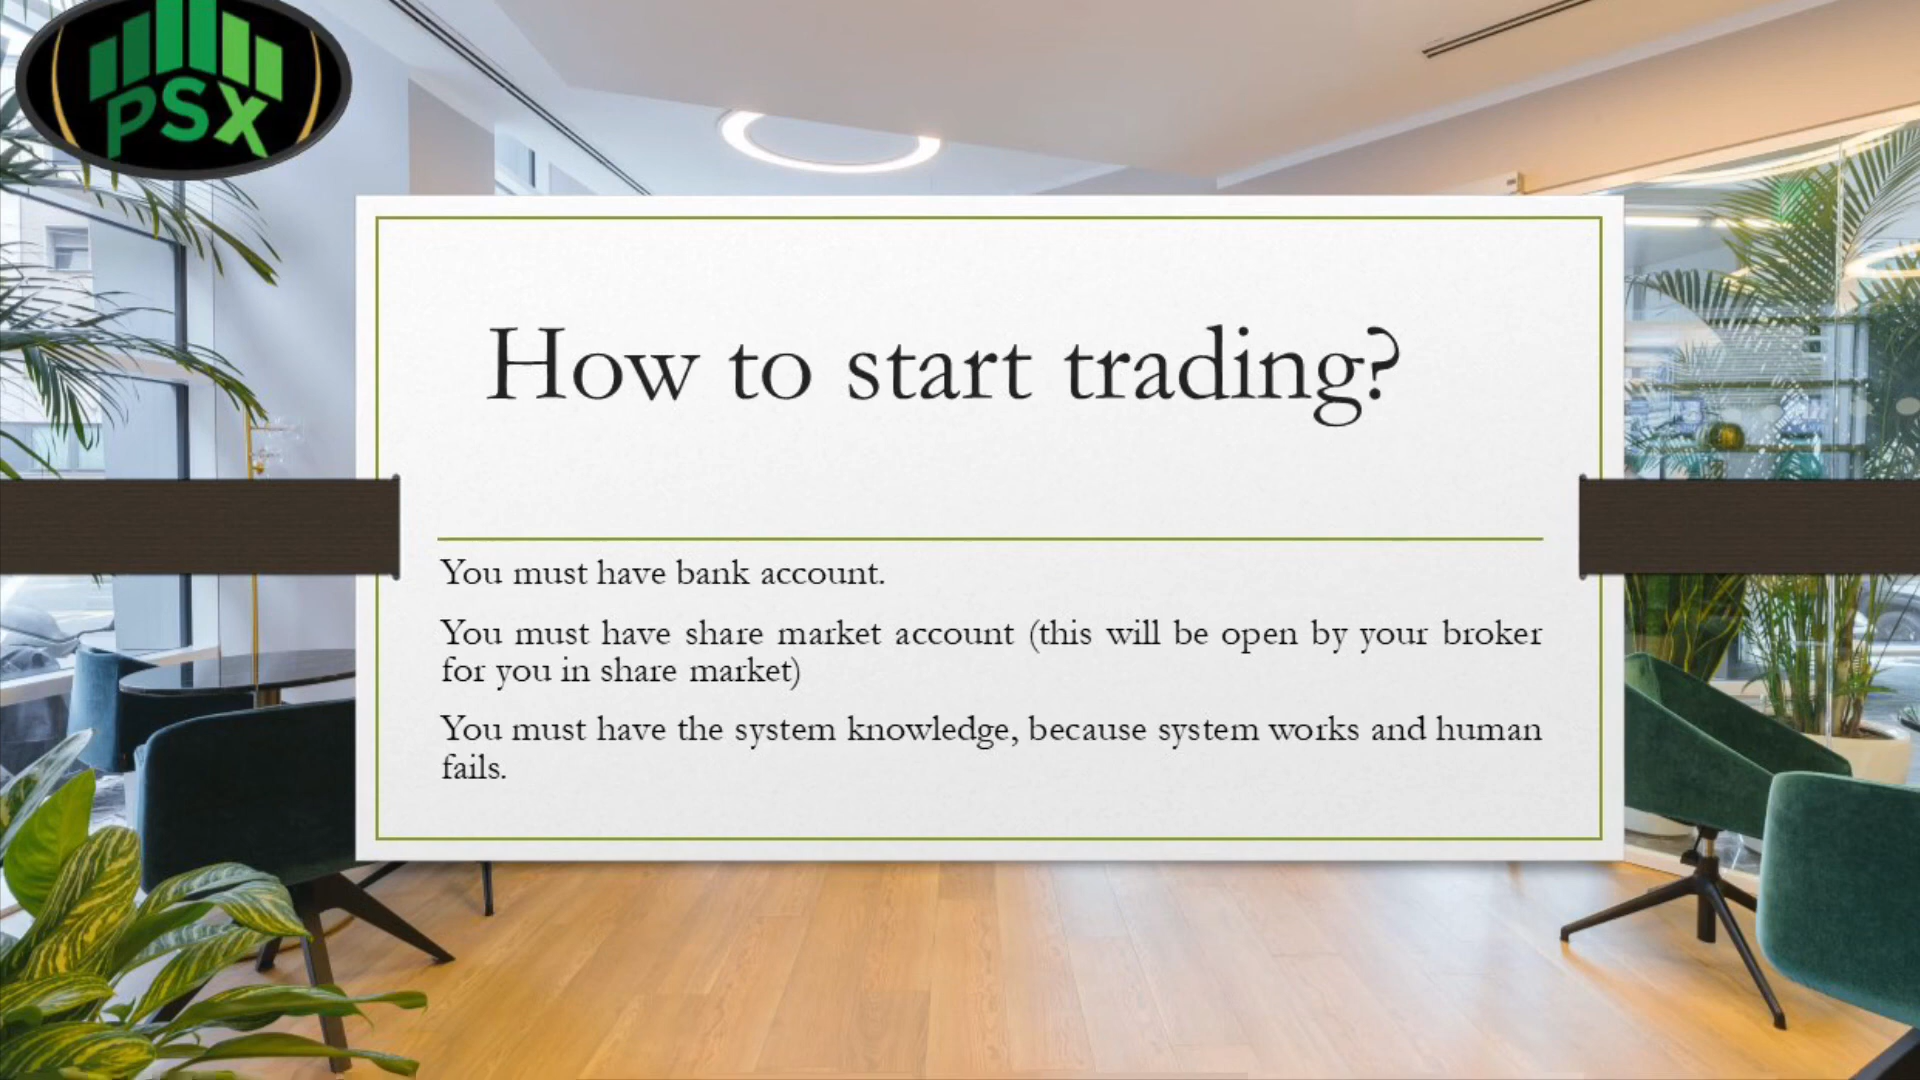 PSX
How to start trading?
You must have bank account.
You must have share market account (this will be open by your broker
for you in share market)
You must have the system knowledge, because system works and human
fails.